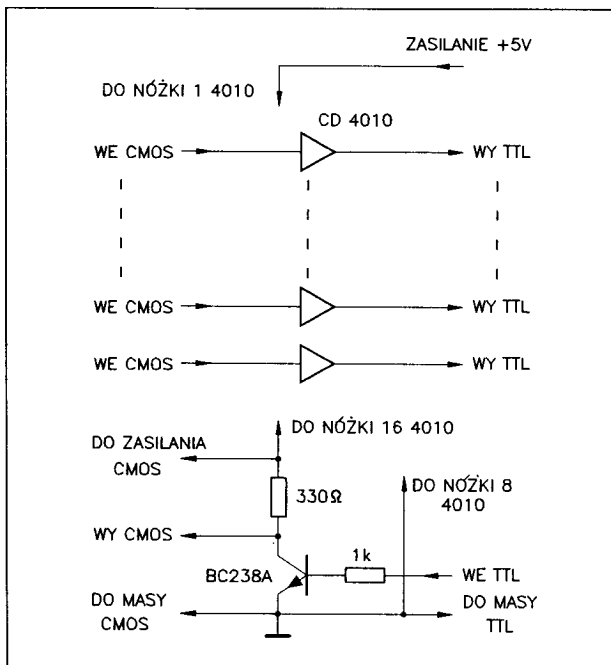 ZASILANIE +5V
DO NÓŻKI 1 4010
CD 4010
WE CMOS
WY TTL
WE CMOS
WY TTL
WE CMOS
WY TTL
DO NÓŻKI 16 4010
DO ZASILANIA
CMOS
DO NÓŻKI 8
4010
330Ω
WY CMOS
1k
BC238A
WE TTL
DO MASY
CMOS
DO MASY
TTL